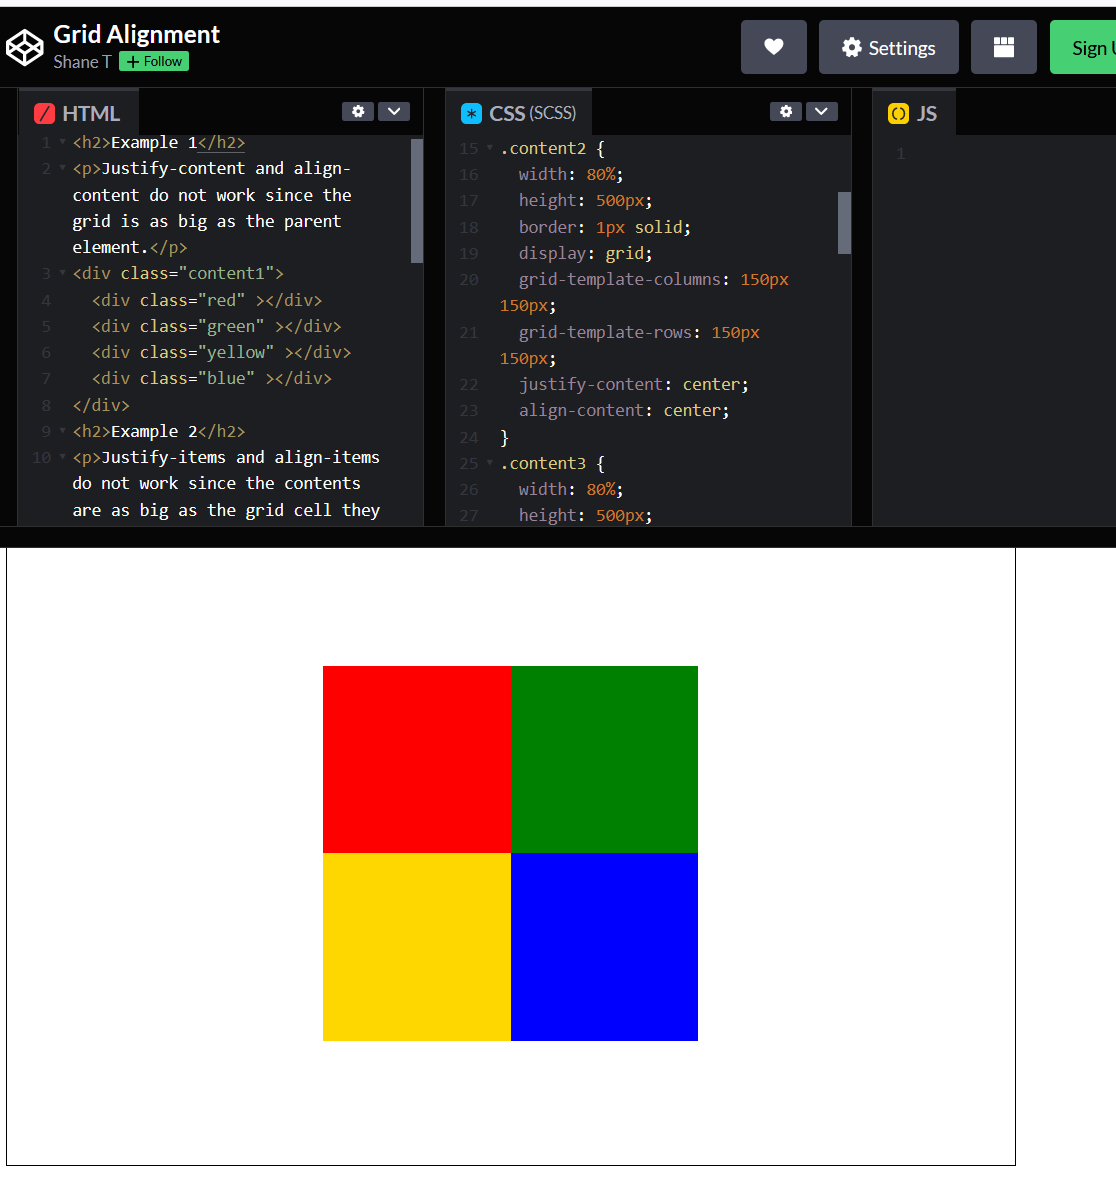 Grid Alignment
Shane T + Follow
Settings
Sign
HTML
1 <h2>Example 1</h2>
2 <p>Justify-content and align-
content do not work since the
grid is as big as the parent
element.</p>
3 <div class="content1">
4 <div class="red" ></div>
5 <div class="green" ></div>
6 <div class="yellow" ></div>
7 <div class="blue" ></div>
8 </div>
9 <h2>Example 2</h2>
10 <p>Justify-items and align-items
do not work since the contents
are as big as the grid cell they
CSS (SCSS)
15 .content2 {
16 width: 80%;
17 height: 500px;
18 border: 1px solid;
19 display: grid;
20 grid-template-columns: 150px
150px;
21 grid-template-rows: 150px
150px;
22 justify-content: center;
23 align-content: center;
24 }
25 .content3 {
26 width: 80%;
27 height: 500px;
JS
1